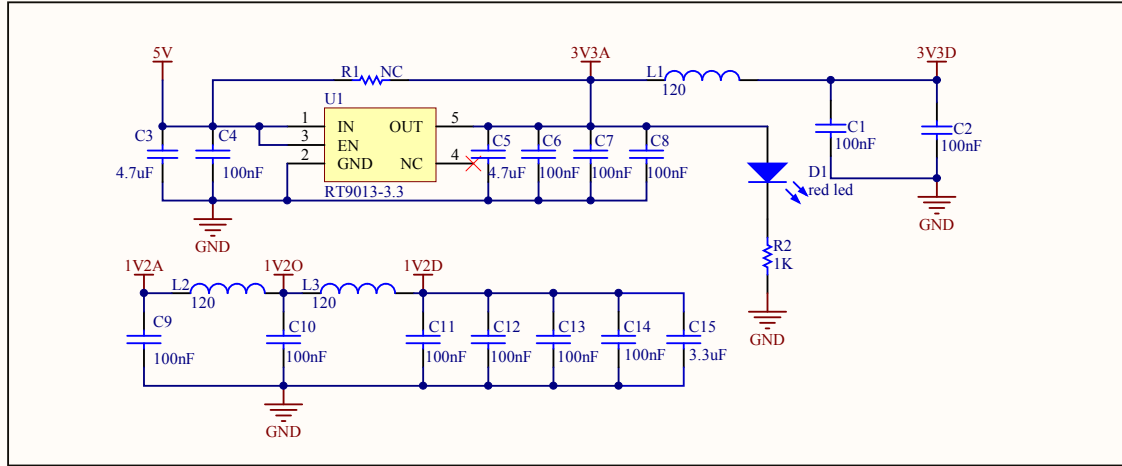 5V
3V3A
3V3D
R1 NC
L1
120
U1
C3
4.7uF
C4
100nF
1 IN OUT 5
3 EN
2 GND NC 4
RT9013-3.3
C5
4.7uF
C6
100nF
C7
100nF
C8
100nF
C1
100nF
C2
100nF
D1
red led
GND
GND
R2
1K
GND
1V2A
1V2O
1V2D
L2
120
L3
120
C9
100nF
C10
100nF
C11
100nF
C12
100nF
C13
100nF
C14
100nF
C15
3.3uF
GND